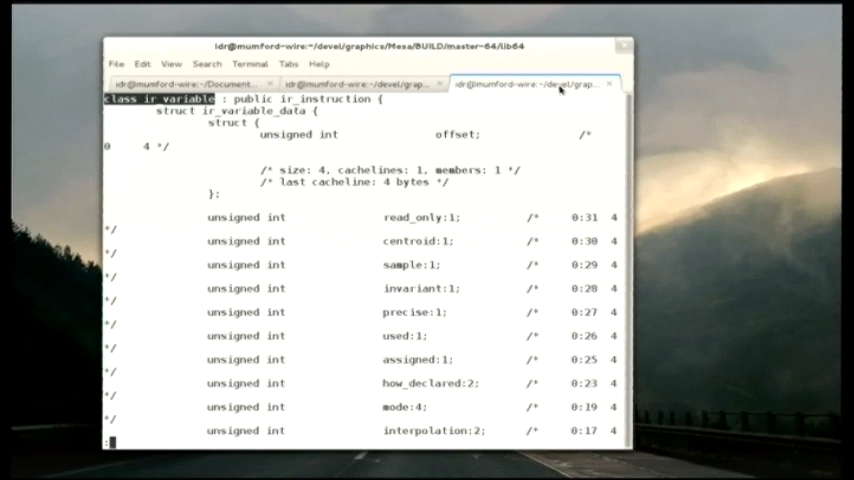 idr@mumford-wire:~/devel/graphics/Mesa/BUILD/master-64/lib64
File Edit View Search Terminal Tabs Help
idr@mumford-wire:~/Document... idr@mumford-wire:~/devel/grap... idr@mumford-wire:~/devel/grap...
class ir_variable : public ir_instruction {
struct ir_variable_data {
struct {
unsigned int offset; /*
0 4 */
/* size: 4, cachelines: 1, members: 1 */
/* last cacheline: 4 bytes */
};
unsigned int read_only:1; /* 0:31 4
*/
unsigned int centroid:1; /* 0:30 4
*/
unsigned int sample:1; /* 0:29 4
*/
unsigned int invariant:1; /* 0:28 4
*/
unsigned int precise:1; /* 0:27 4
*/
unsigned int used:1; /* 0:26 4
*/
unsigned int assigned:1; /* 0:25 4
*/
unsigned int how_declared:2; /* 0:23 4
*/
unsigned int mode:4; /* 0:19 4
*/
unsigned int interpolation:2; /* 0:17 4
: